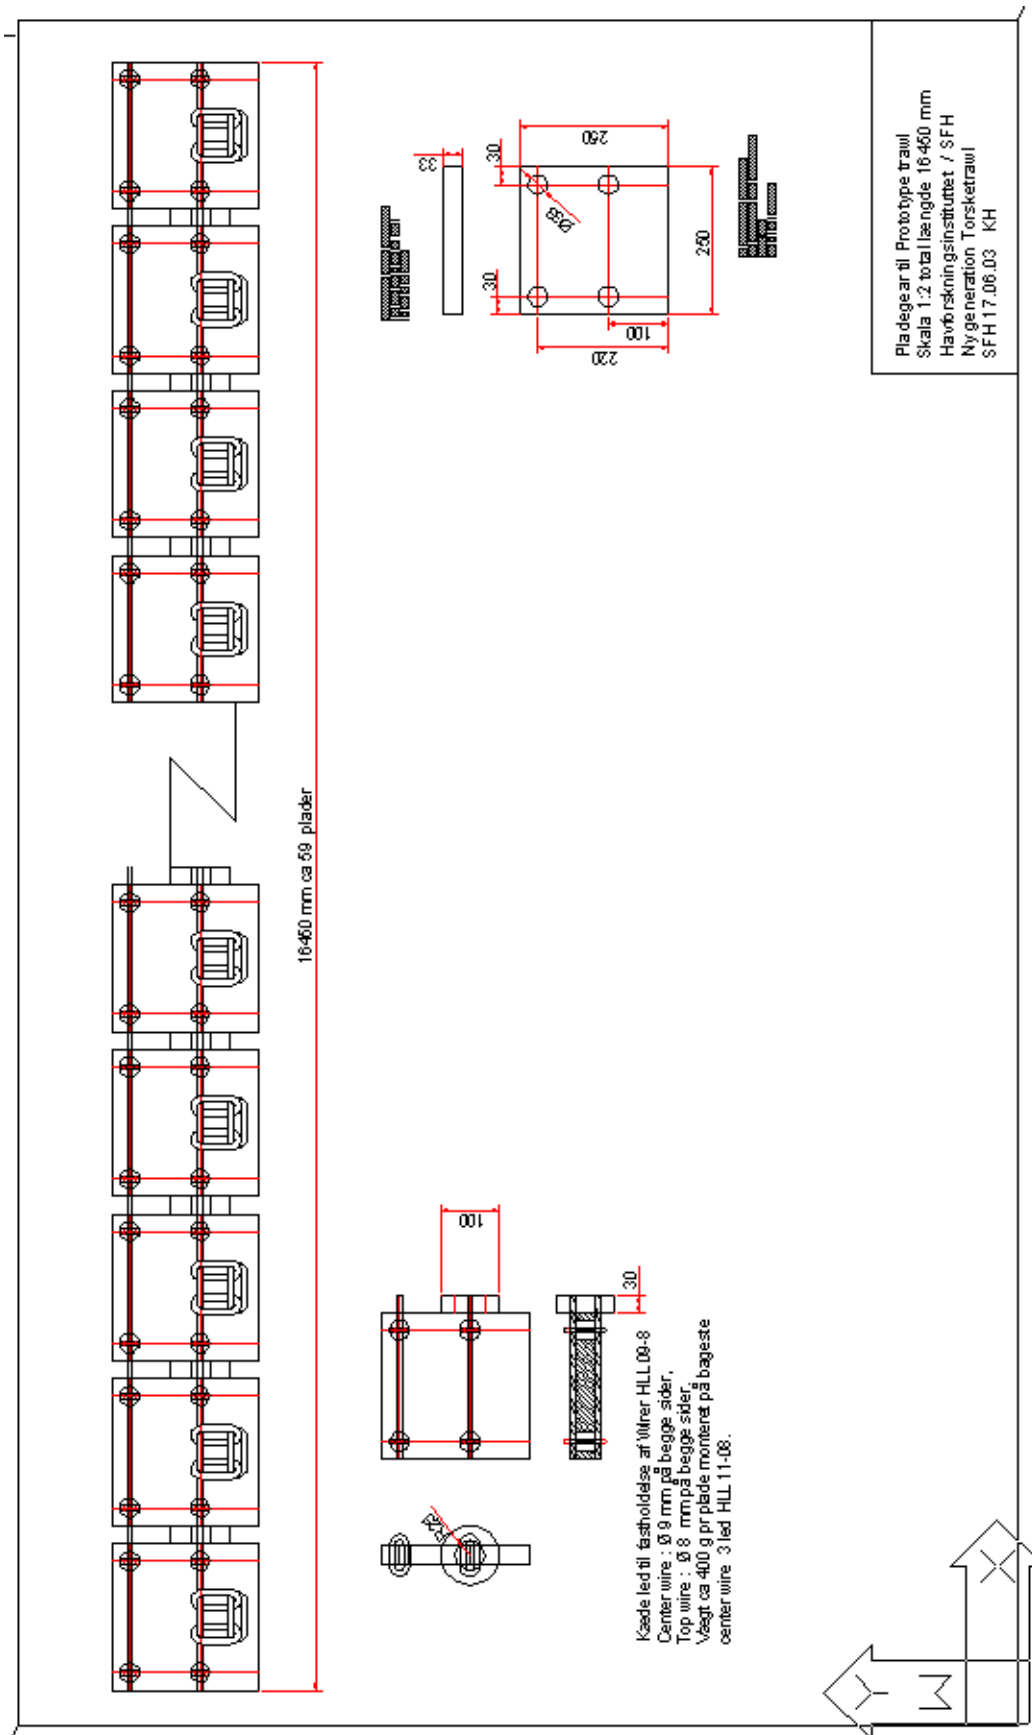 16450 mm ca 59 plader
33
30
250
Ø33
30
250
100
220
Pladegear til Prototype trawl
Skala 1:2 total længde 16450 mm
Havforskningsinstituttet / SFH
Ny generation Torsketrawl
SFH 17.06.03 KH
100
30
Kæde led til fastholdelse af Wirer HLL 09-8
Center wire : Ø 9 mm på begge sider,
Top wire : Ø 8 mm på begge sider,
Vægt ca 400 g pr plade monteret på bageste
center wire 3 led HLL 11-08.
X
Y
M